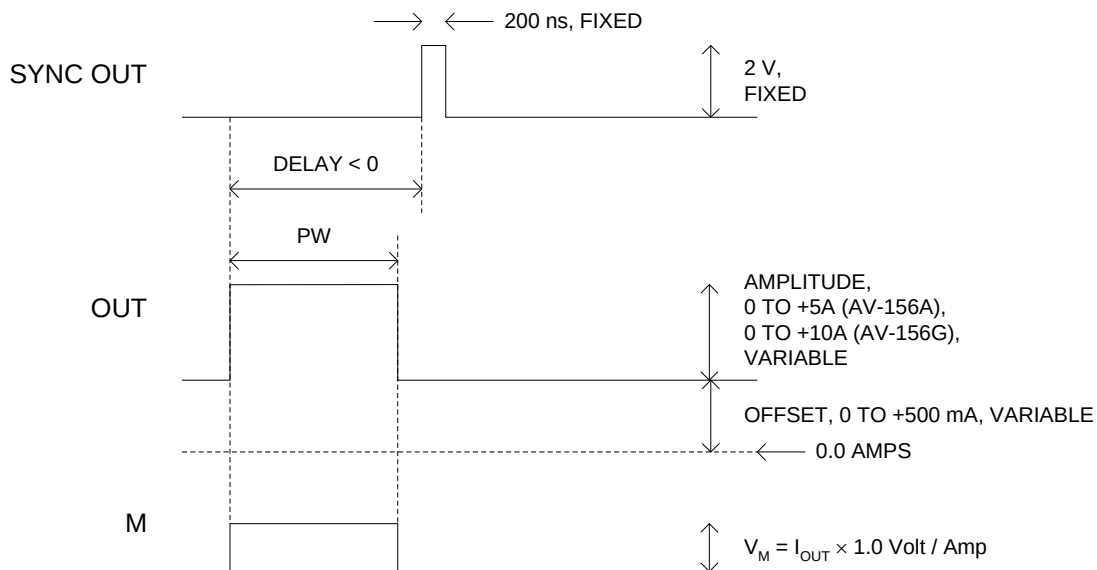 200 ns, FIXED
SYNC OUT
2 V,
FIXED
DELAY < 0
PW
OUT
AMPLITUDE,
0 TO +5A (AV-156A),
0 TO +10A (AV-156G),
VARIABLE
OFFSET, 0 TO +500 mA, VARIABLE
0.0 AMPS
M
V_M = I_OUT × 1.0 Volt / Amp